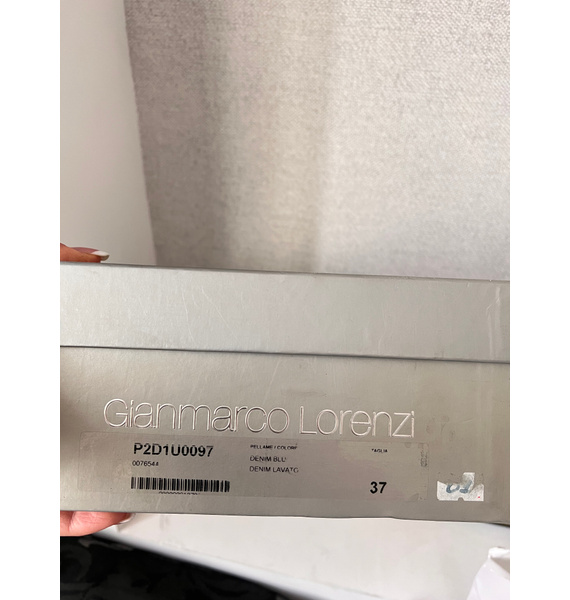 Gianmarco Lorenzi
P2D1U0097
PELLAME / COLORE
TAGLIA
0076544
DENIM BLU
DENIM LAVATO
37